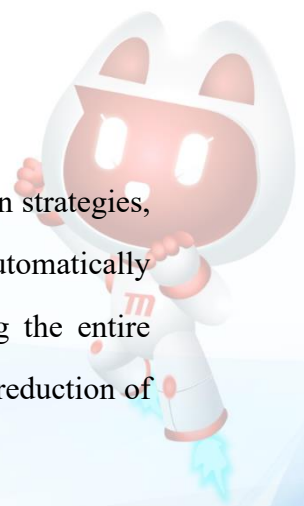 n strategies,
utomatically
g the entire
reduction of
m